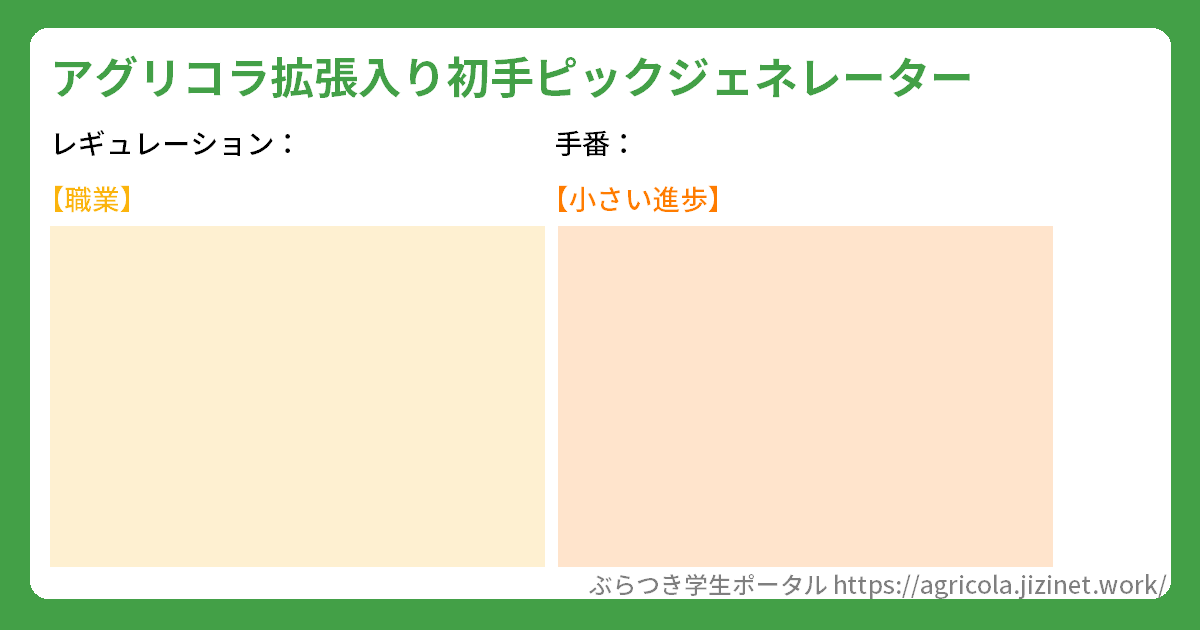 アグリコラ拡張入り初手ピックジェネレーター
レギュレーション：
手番：
【職業】
【小さい進歩】
ぶらつき学生ポータル https://agricola.jizinet.work/